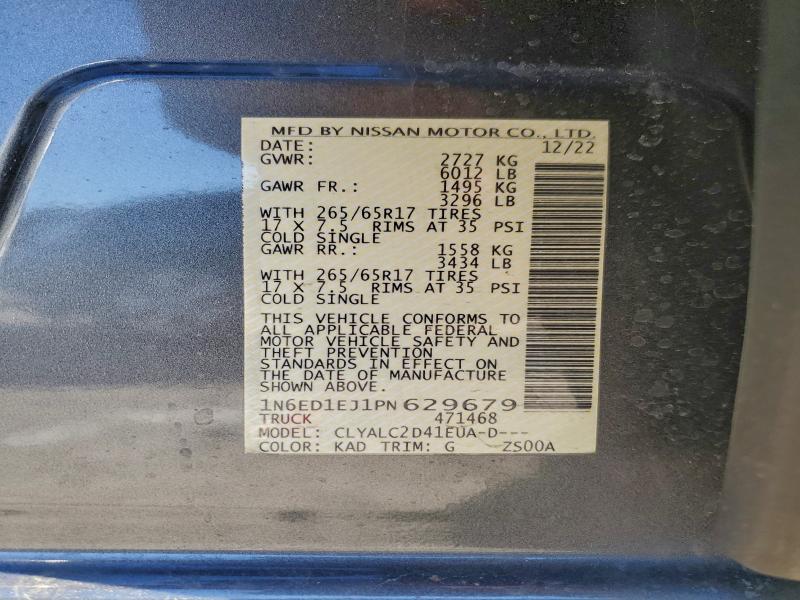 MFD BY NISSAN MOTOR CO., LTD.
DATE: 12/22
GVWR: 2727 KG
6012 LB
GAWR FR.: 1495 KG
3296 LB
WITH 265/65R17 TIRES
17 X 7.5 RIMS AT 35 PSI
COLD SINGLE
GAWR RR.: 1558 KG
3434 LB
WITH 265/65R17 TIRES
17 X 7.5 RIMS AT 35 PSI
COLD SINGLE
THIS VEHICLE CONFORMS TO
ALL APPLICABLE FEDERAL
MOTOR VEHICLE SAFETY AND
THEFT PREVENTION
STANDARDS IN EFFECT ON
THE DATE OF MANUFACTURE
SHOWN ABOVE.
1N6ED1EJ1PN629679
TRUCK 471468
MODEL: CLYALC2D41EUA-D---
COLOR: KAD TRIM: G ZS00A